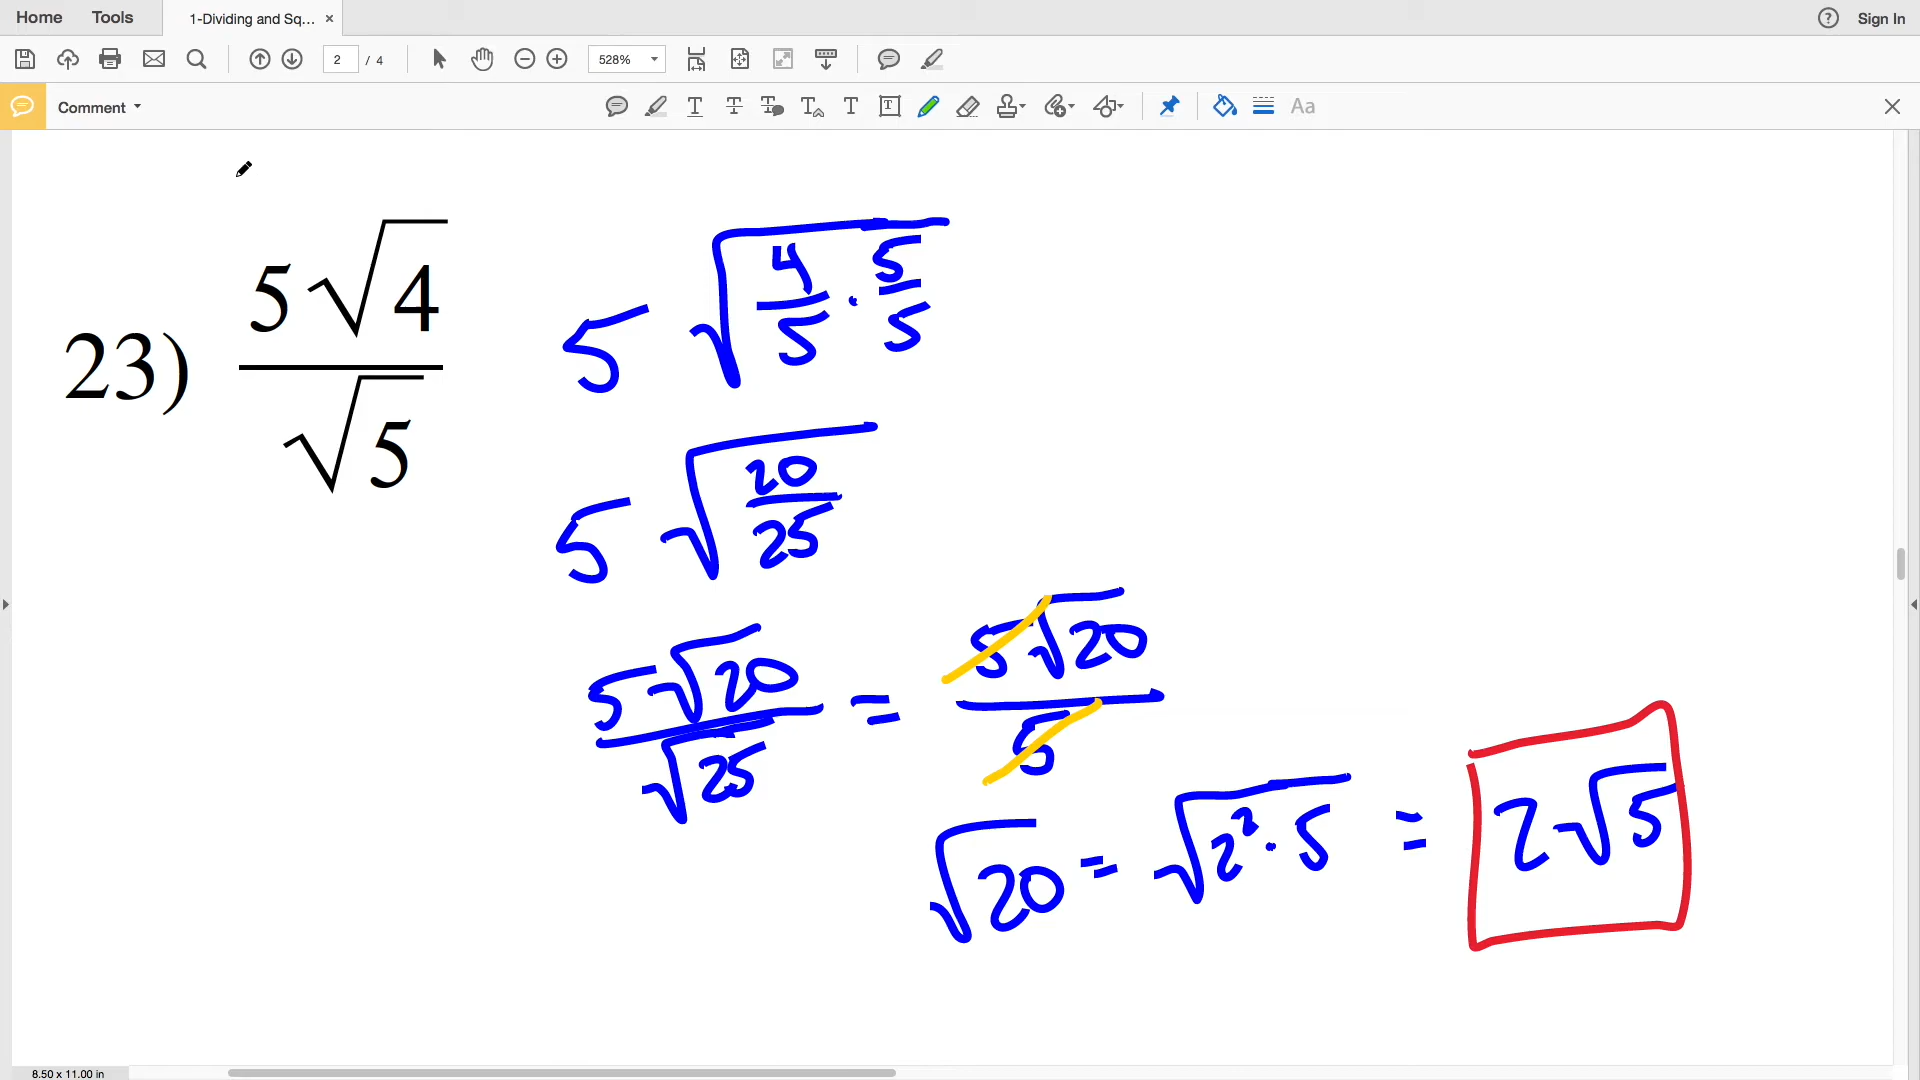 Home Tools 1-Dividing and Sq... × ? Sign In
2 / 4 528%
Comment Aa
23) 5√4 / √5
5 √(4/5 · 5/5)
5 √(20/25)
5√20 / √25 = 5√20 / 5
√20 = √(2² · 5) = 2√5
8.50 x 11.00 in